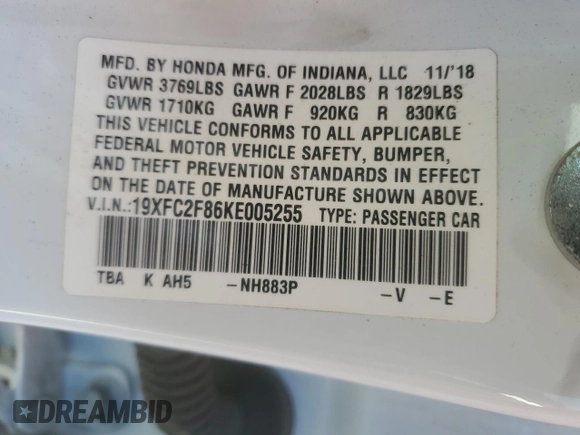 MFD. BY HONDA MFG. OF INDIANA, LLC 11/'18
GVWR 3769LBS GAWR F 2028LBS R 1829LBS
GVWR 1710KG GAWR F 920KG R 830KG
THIS VEHICLE CONFORMS TO ALL APPLICABLE
FEDERAL MOTOR VEHICLE SAFETY, BUMPER,
AND THEFT PREVENTION STANDARDS IN EFFECT
ON THE DATE OF MANUFACTURE SHOWN ABOVE.
V.I.N.:19XFC2F86KE005255 TYPE: PASSENGER CAR
TBA K AH5 -NH883P -V -E
DREAMBID